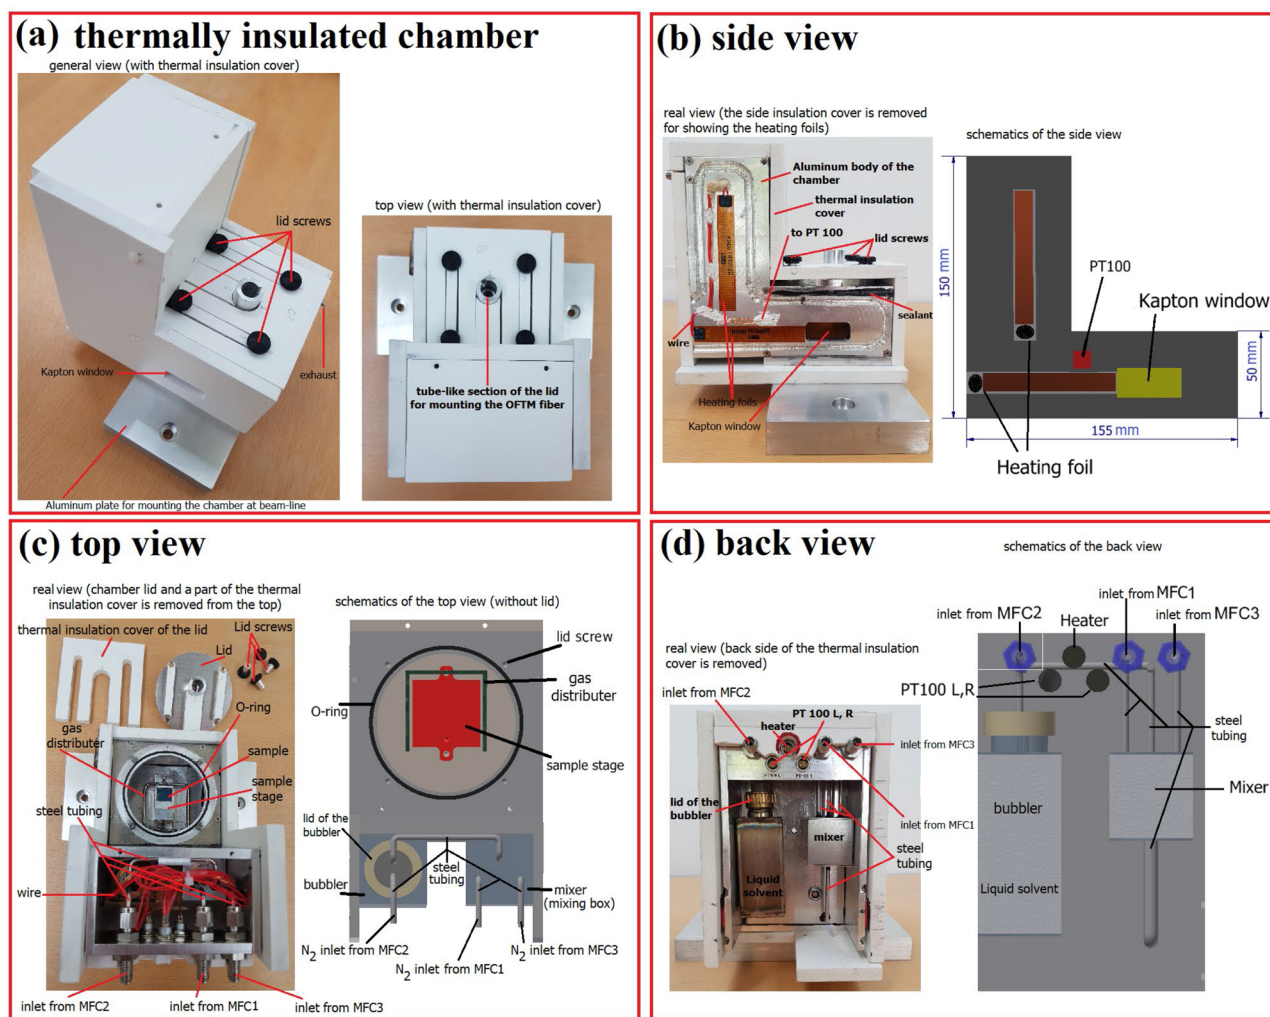 (a) thermally insulated chamber
general view (with thermal insulation cover)
lid screws
Kapton window
exhaust
Aluminum plate for mounting the chamber at beam-line
top view (with thermal insulation cover)
tube-like section of the lid
for mounting the OFTM fiber
(b) side view
real view (the side insulation cover is removed
for showing the heating foils)
Aluminum body of the
chamber
thermal insulation
cover
to PT 100
lid screws
sealant
wire
Heating foils
Kapton window
schematics of the side view
150 mm
PT100
Kapton window
50 mm
155 mm
Heating foil
(c) top view
real view (chamber lid and a part of the thermal
insulation cover is removed from the top)
thermal insulation cover of the lid
Lid screws
Lid
O-ring
gas
distributer
sample
sample
stage
steel tubing
wire
inlet from MFC2
inlet from MFC1
inlet from MFC3
schematics of the top view (without lid)
lid screw
gas
distributer
O-ring
sample stage
lid of the
bubbler
bubbler
steel
tubing
mixer
(mixing box)
N2 inlet from MFC2
N2 inlet from MFC1
N2 inlet from MFC3
(d) back view
real view (back side of the thermal insulation
cover is removed)
inlet from MFC2
PT 100 L, R
heater
inlet from MFC3
lid of the
bubbler
mixer
inlet from MFC1
steel
tubing
Liquid
solvent
schematics of the back view
inlet from MFC2
Heater
inlet from MFC1
inlet from MFC3
PT100 L,R
steel
tubing
bubbler
Mixer
Liquid solvent